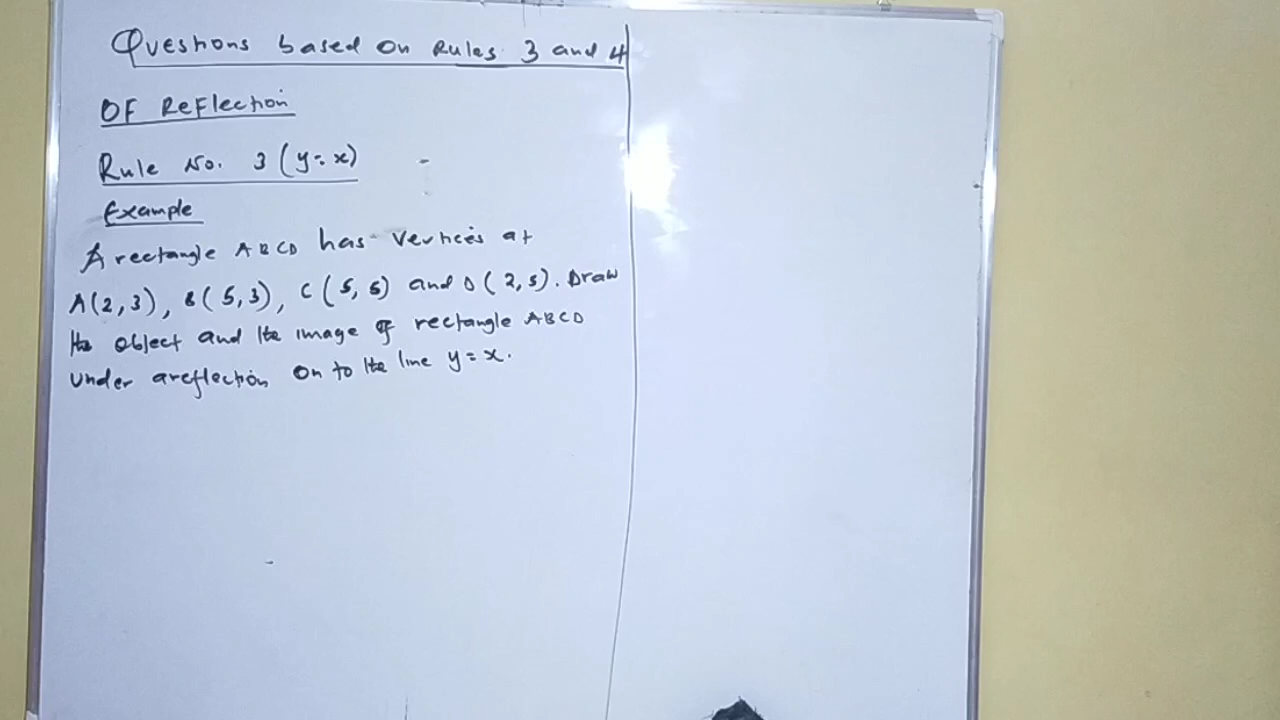 Questions based on Rules 3 and 4
OF Reflection
Rule No. 3 (y=x)
Example
A rectangle ABCD has vertices at
A(2,3), B(5,3), C(5,5) and D(2,5). Draw
the object and the image of rectangle ABCD
under areflection on to the line y=x.